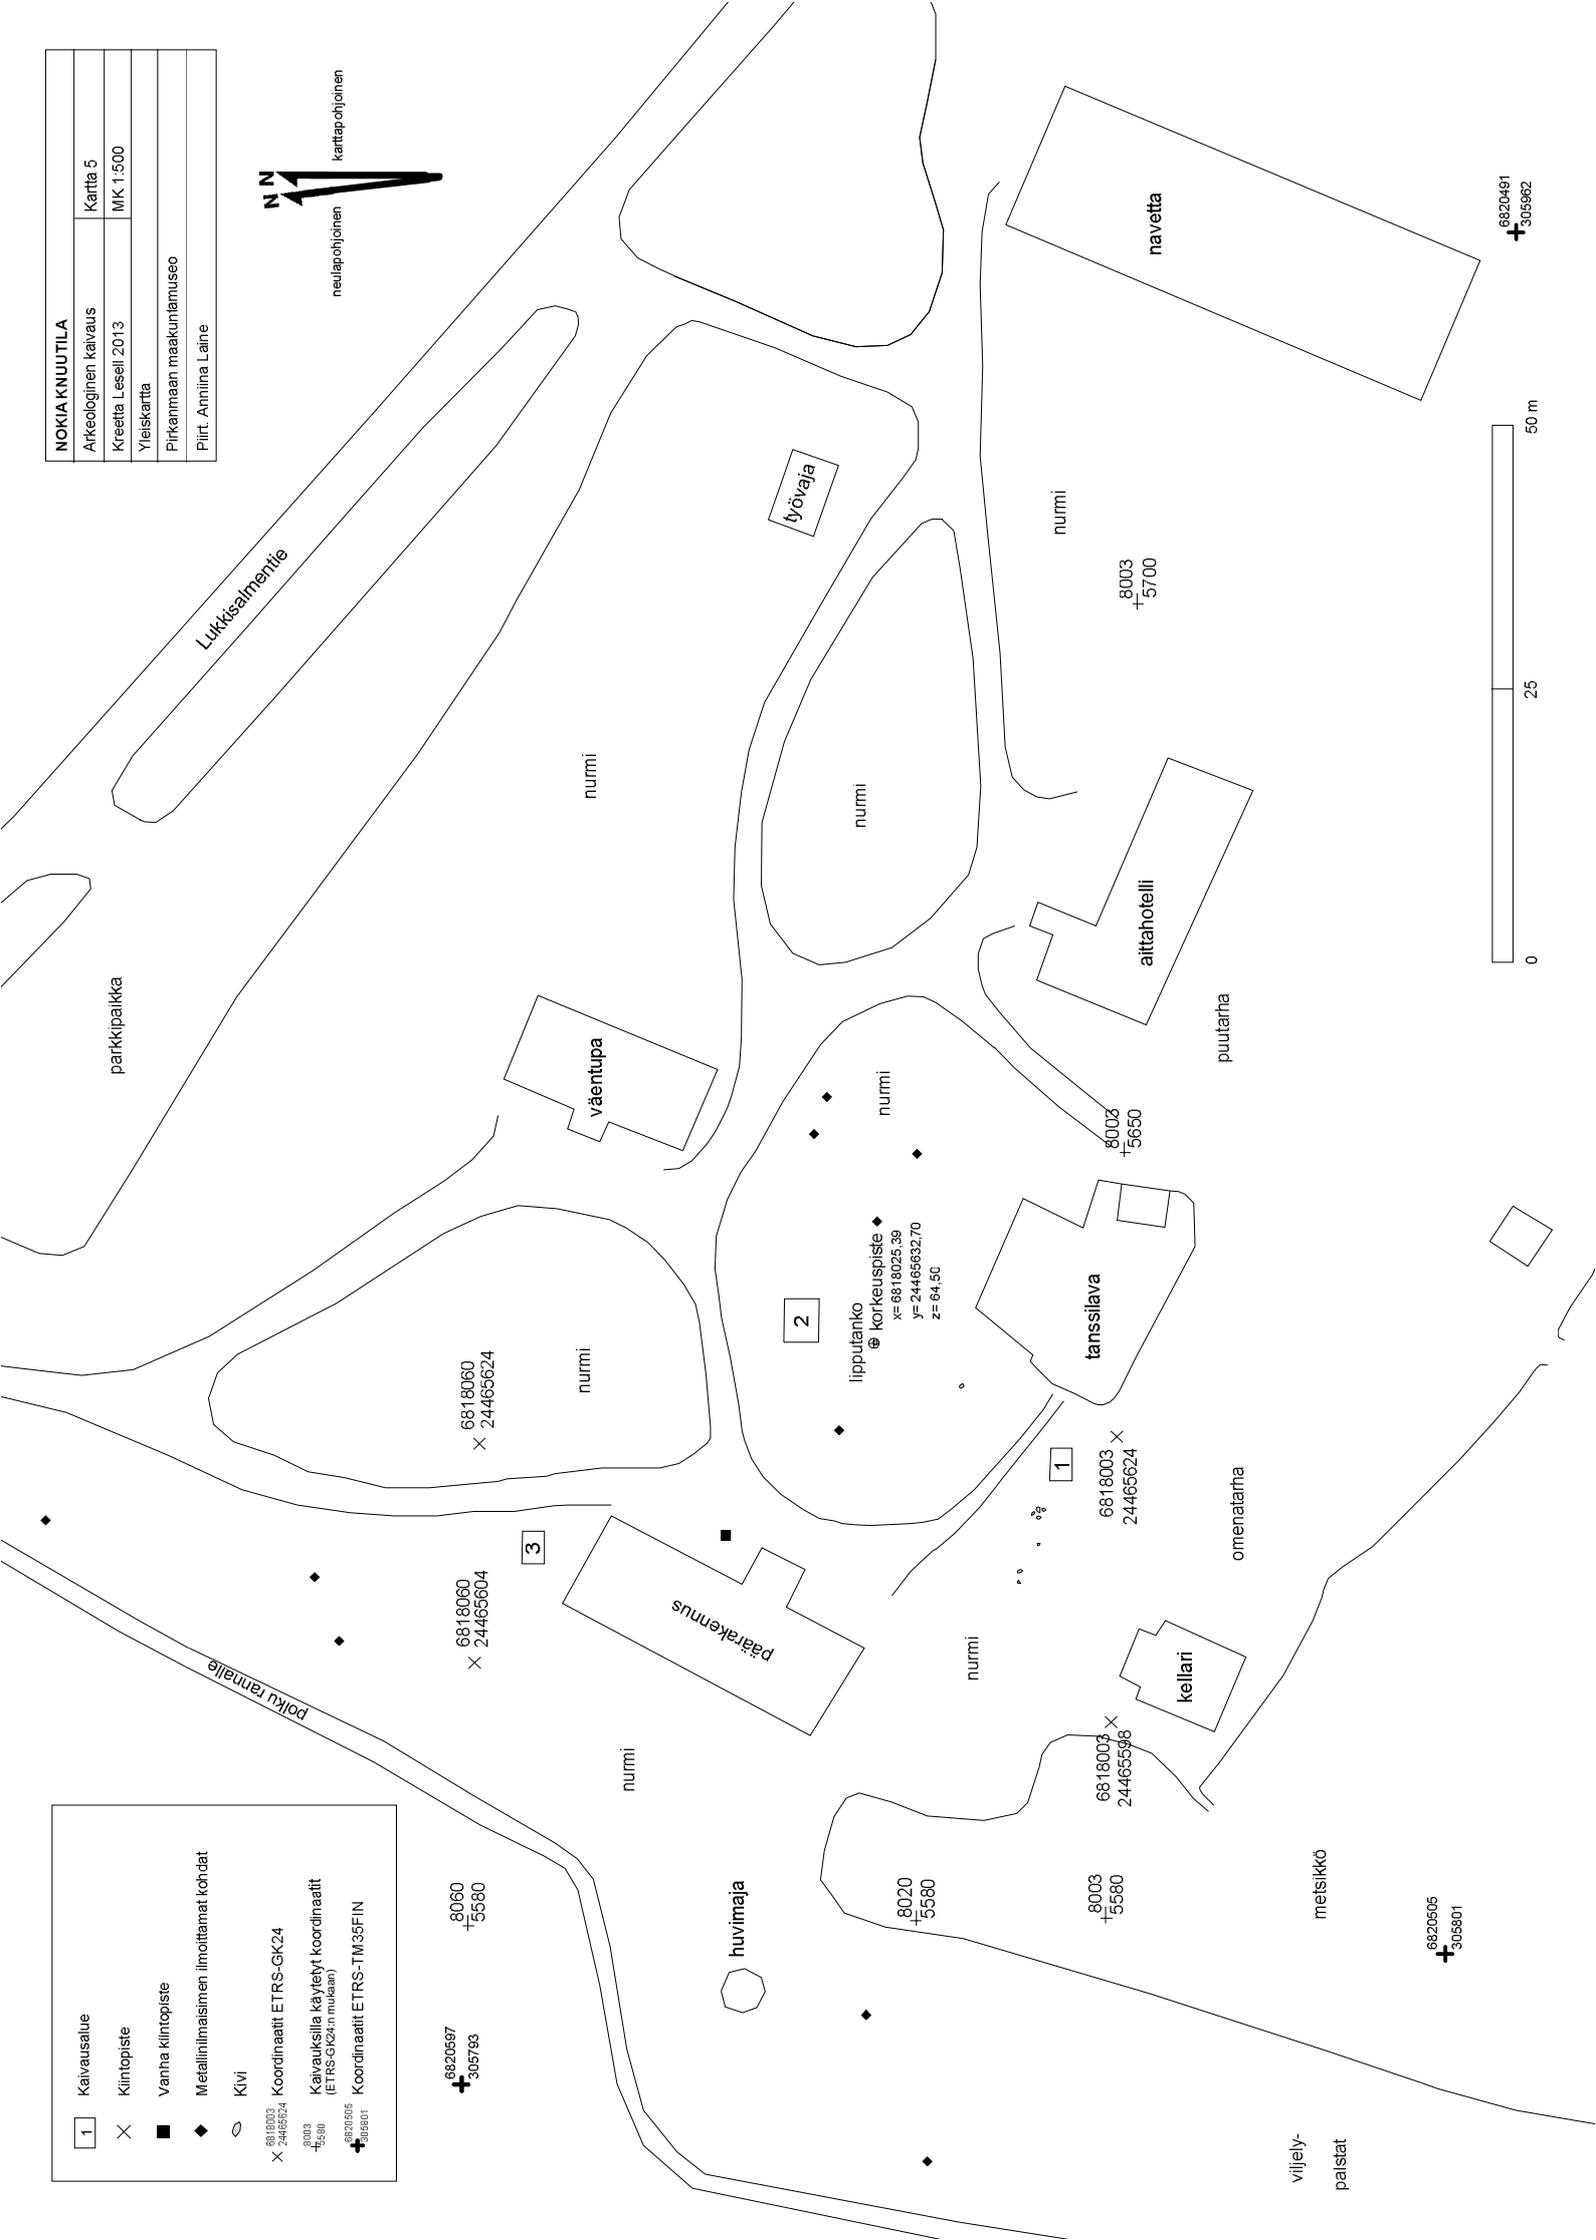 NOKIA KNUUTILA
Arkeologinen kaivaus
Kartta 5
Kreetta Lesell 2013
MK 1:500
Yleiskartta
Pirkanmaan maakuntamuseo
Piirt. Anniina Laine
N N
neulapohjoinen
karttapohjoinen
Lukkisalmentie
parkkipaikka
nurmi
väentupa
työvaja
nurmi
nurmi
navetta
6820491
305962
8003
5700
aittahotelli
puutarha
8003
5650
nurmi
2
lipputanko
korkeuspiste
x= 6818025,39
y= 24465632,70
z= 64,50
tanssilava
6818060
24465624
nurmi
3
6818060
24465604
päärakennus
polku rannalle
1
6818003
24465624
omenatarha
nurmi
kellari
6818003
24465598
nurmi
huvimaja
8060
5580
8020
5580
8003
5580
metsikkö
6820505
305801
6820597
305793
viljely-
palstat
0
25
50 m
1
Kaivausalue
Kiintopiste
Vanha kiintopiste
Metallinilmaisimen ilmoittamat kohdat
Kivi
6818003
24465624
Koordinaatit ETRS-GK24
8003
5580
Kaivauksilla käytetyt koordinaatit
(ETRS-GK24:n mukaan)
6820505
305801
Koordinaatit ETRS-TM35FIN